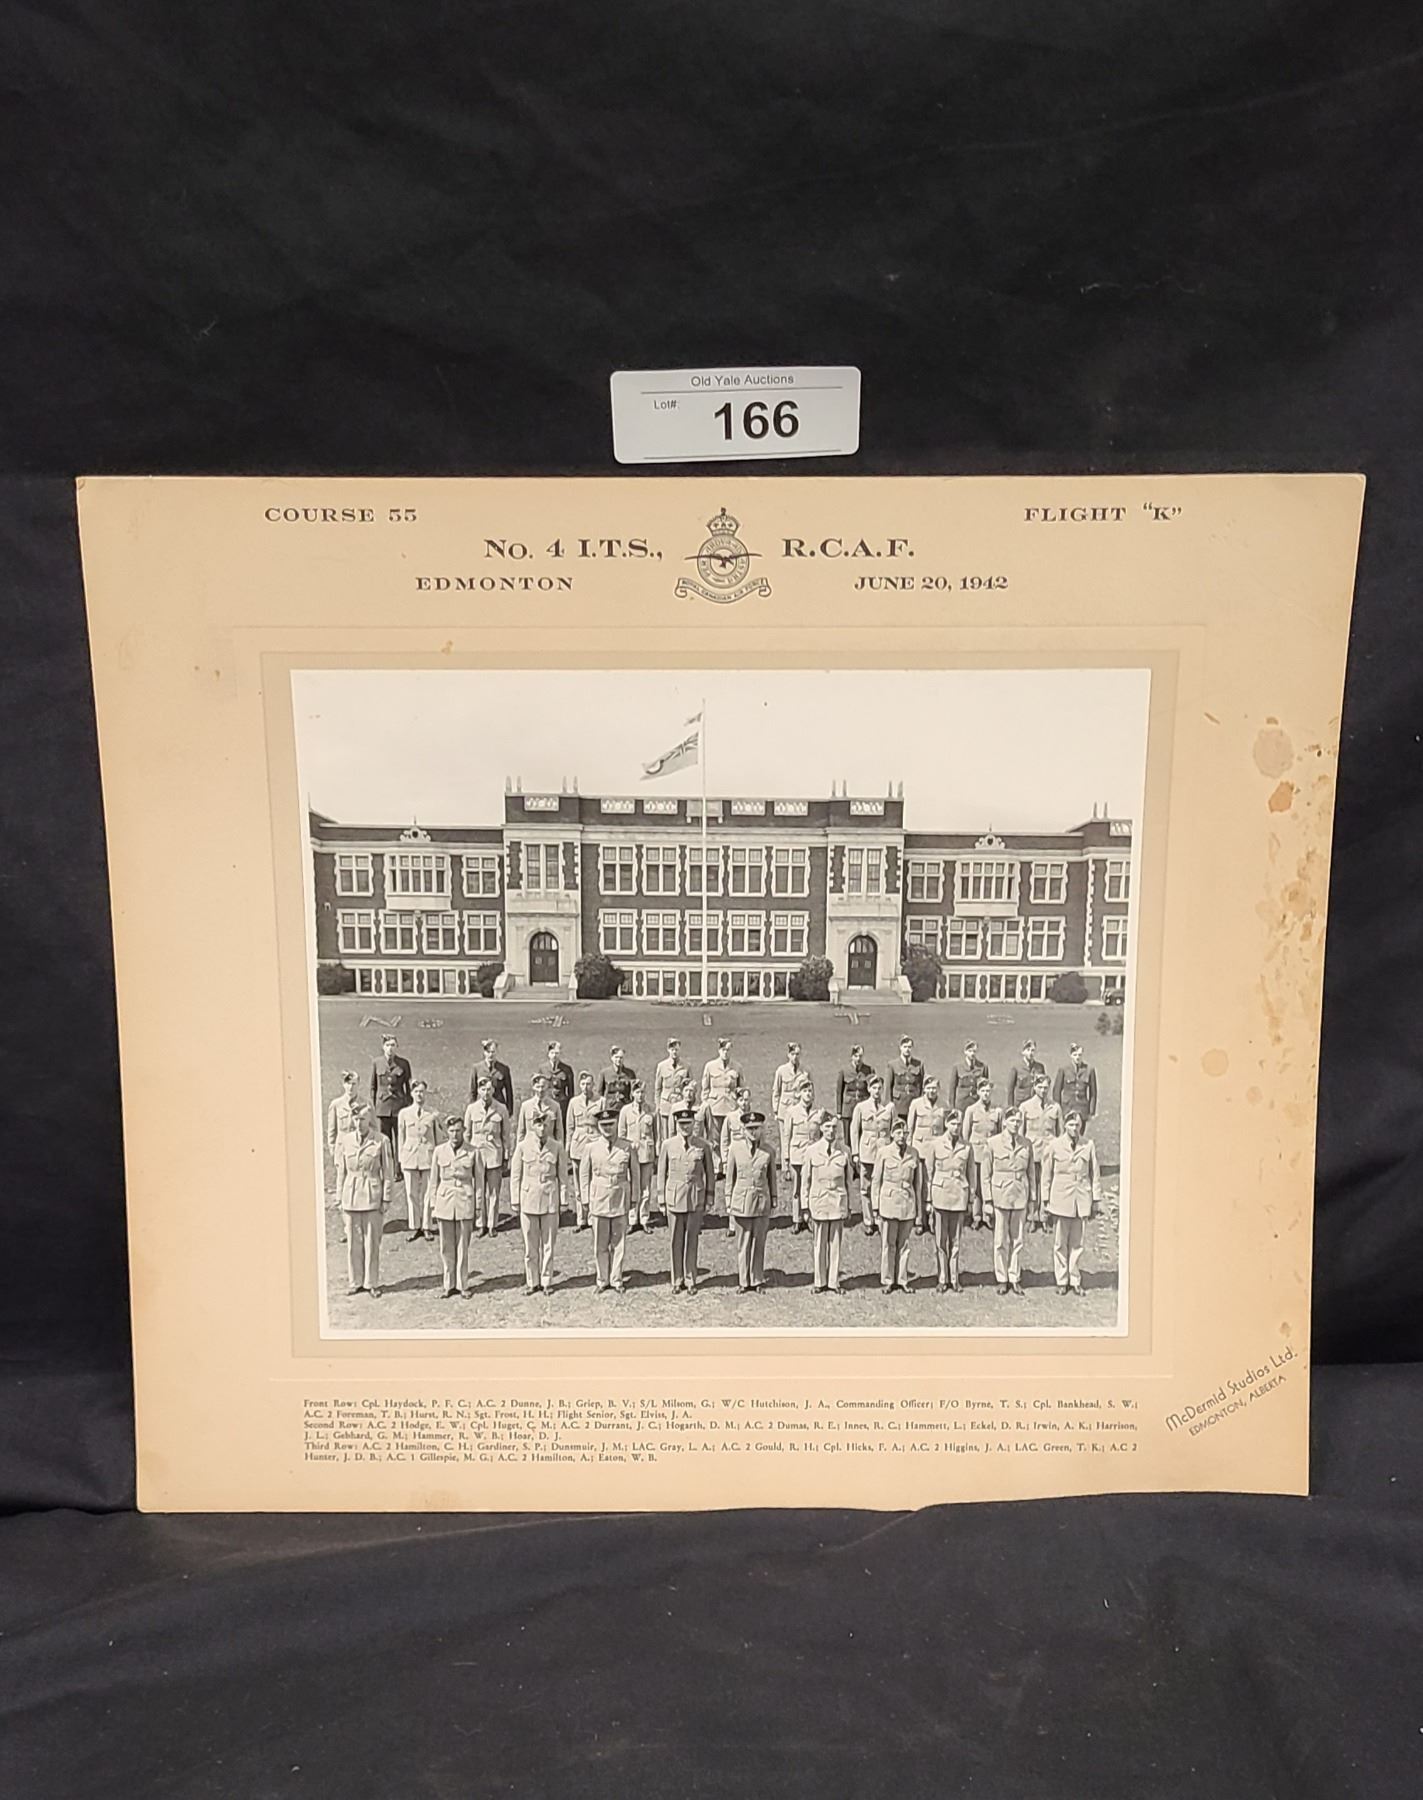 Old Yale Auctions
Lot#: 166
COURSE 55 FLIGHT "K"
No. 4 I.T.S., R.C.A.F.
EDMONTON JUNE 20, 1942
ROYAL CANADIAN AIR FORCE
Front Row: Cpl. Haydock, P. F. C.; A.C. 2 Dunne, J. B.; Griep, B. V.; S/L Milsom, G.; W/C Hutchison, J. A., Commanding Officer; F/O Byrne, T. S.; Cpl. Bankhead, S. W.;
A.C. 2 Foreman, T. B.; Hurst, R. N.; Sgt. Frost, H. H.; Flight Senior, Sgt. Elviss, J. A.
Second Row: A.C. 2 Hodge, E. W.; Cpl. Huget, C. M.; A.C. 2 Durrant, J. C.; Hogarth, D. M.; A.C. 2 Dumas, R. E.; Innes, R. C.; Hammett, L.; Eckel, D. R.; Irwin, A. K.; Harrison,
J. L.; Gebhard, G. M.; Hammer, R. W. B.; Hoar, D. J.
Third Row: A.C. 2 Hamilton, C. H.; Gardiner, S. P.; Dunsmuir, J. M.; LAC. Gray, L. A.; A.C. 2 Gould, R. H.; Cpl. Hicks, F. A.; A.C. 2 Higgins, J. A.; LAC. Green, T. K.; A.C 2
Hunter, J. D. B.; A.C. 1 Gillespie, M. G.; A.C. 2 Hamilton, A.; Eaton, W. B.
McDermid Studios Ltd.
EDMONTON, ALBERTA